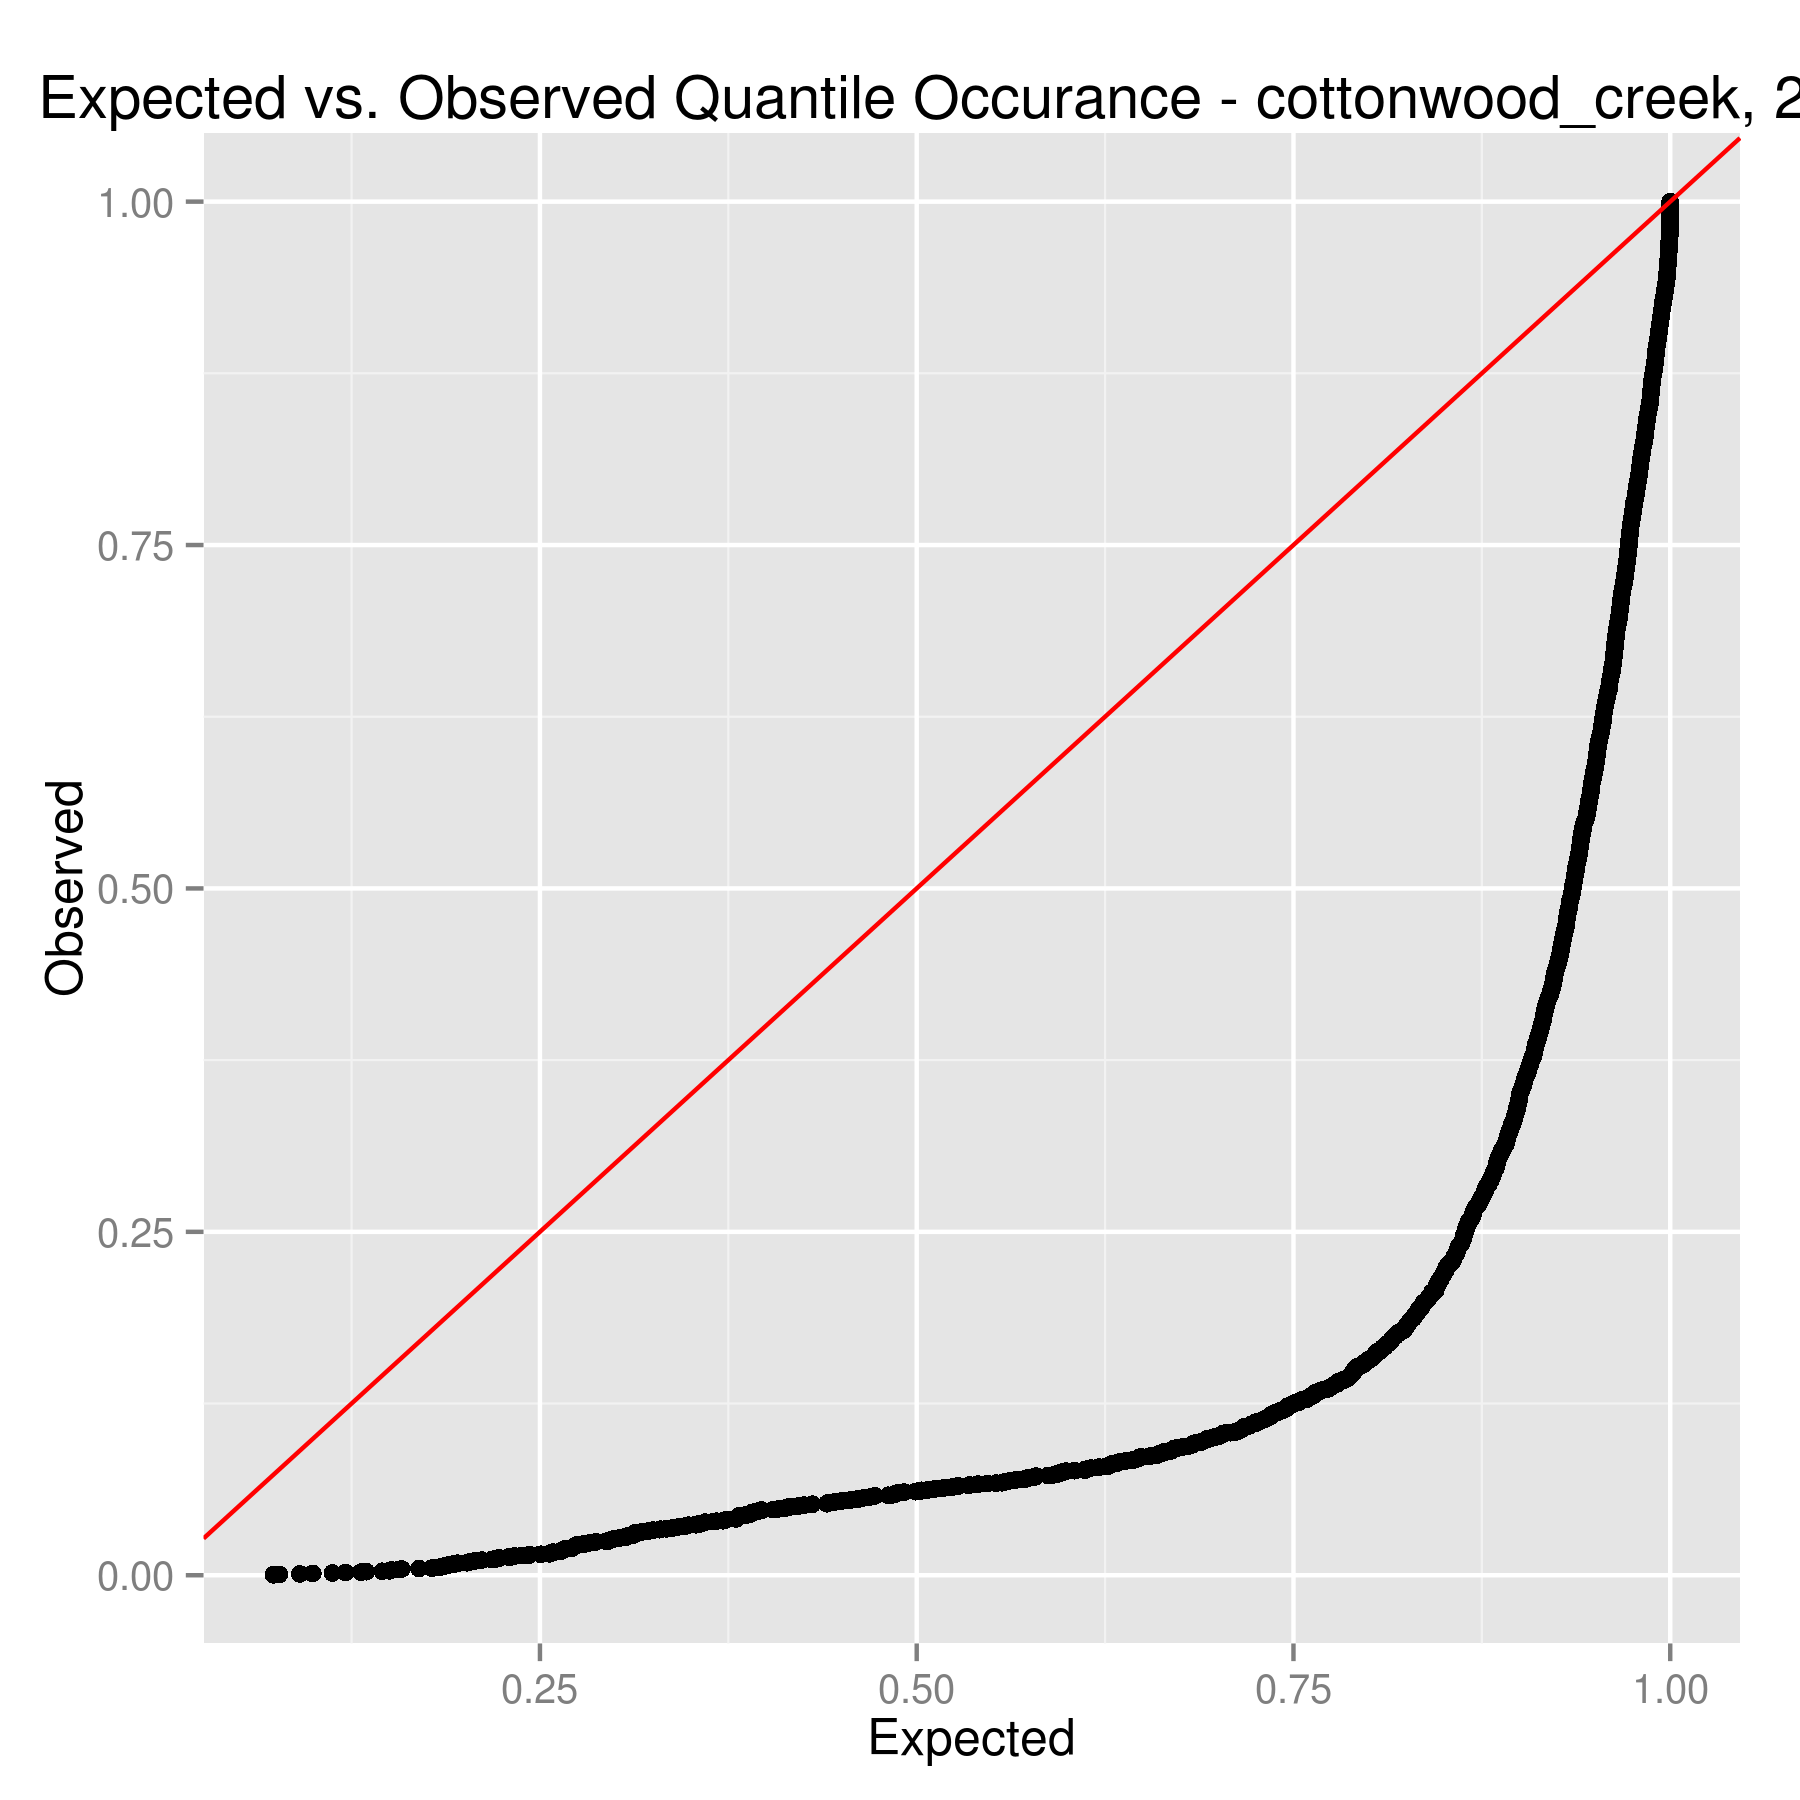 Expected vs. Observed Quantile Occurance - cottonwood_creek, 2
1.00
0.75
0.50
0.25
0.00
Observed
0.25 0.50 0.75 1.00
Expected